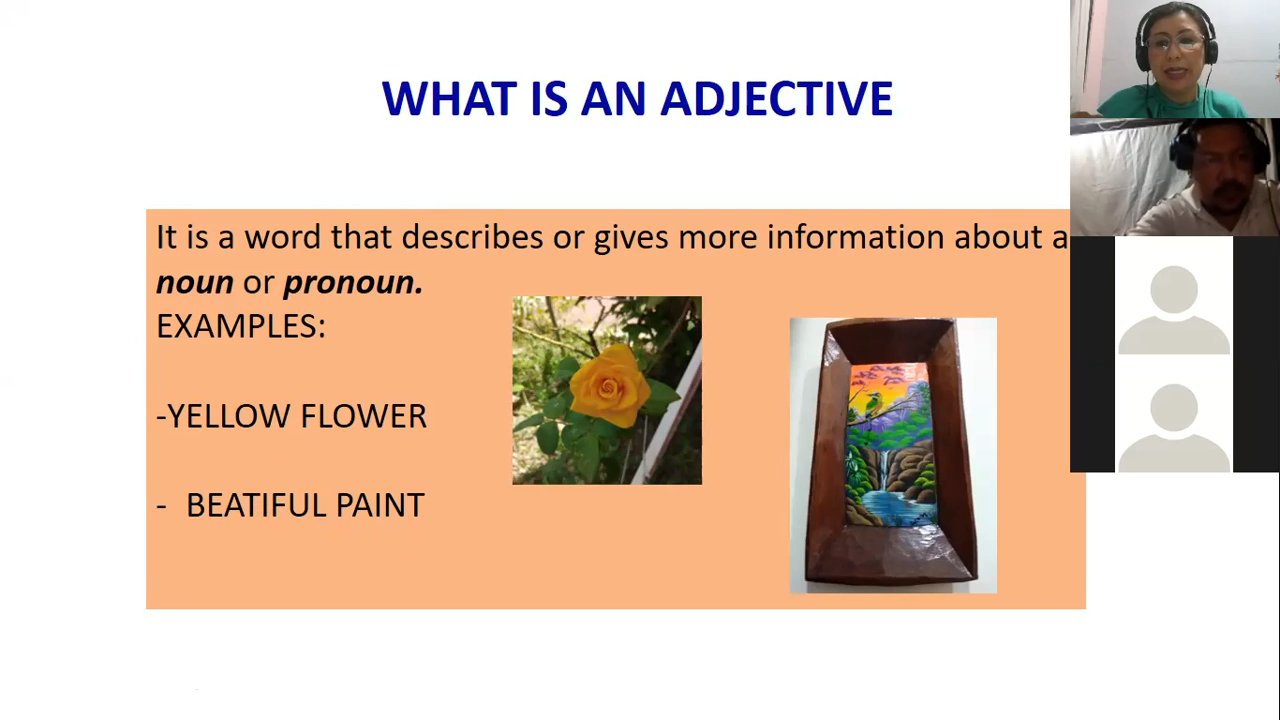 WHAT IS AN ADJECTIVE
It is a word that describes or gives more information about a
noun or pronoun.
EXAMPLES:
-YELLOW FLOWER
- BEATIFUL PAINT